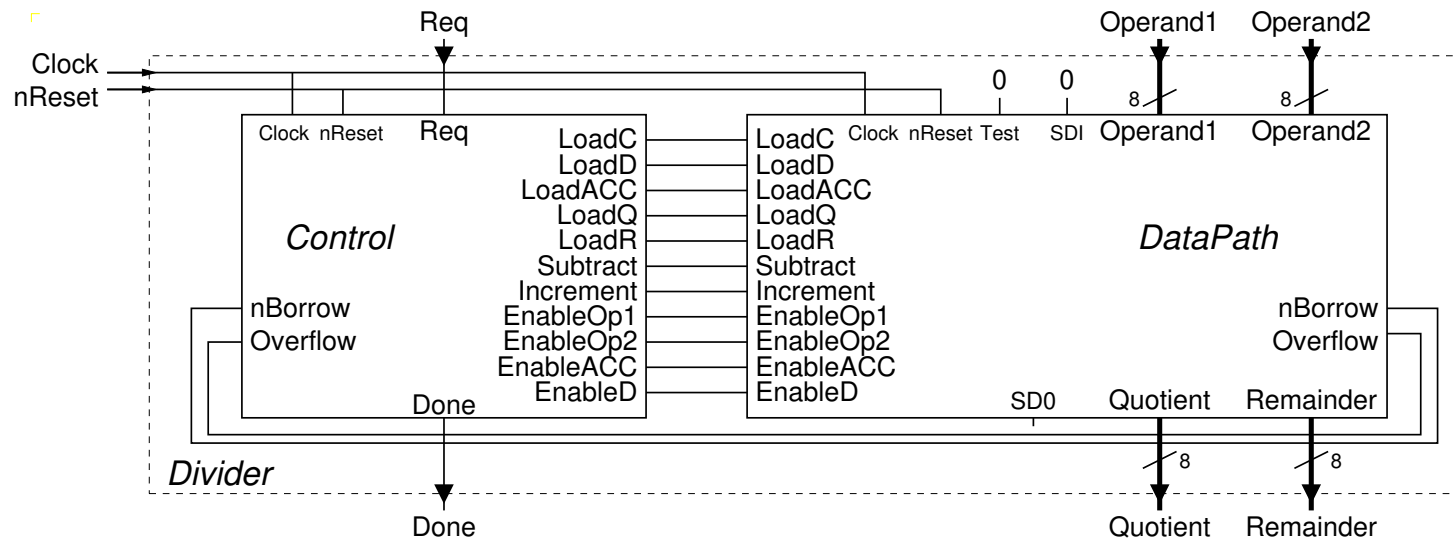 Req Operand1 Operand2
Clock
nReset
0 0
8 8
Clock nReset Req
Clock nReset Test SDI Operand1 Operand2
LoadC LoadC
LoadD LoadD
LoadACC LoadACC
LoadQ LoadQ
Control DataPath
LoadR LoadR
Subtract Subtract
Increment Increment
nBorrow nBorrow
EnableOp1 EnableOp1
Overflow Overflow
EnableOp2 EnableOp2
EnableACC EnableACC
EnableD EnableD
Done SD0 Quotient Remainder
Divider 8 8
Done Quotient Remainder